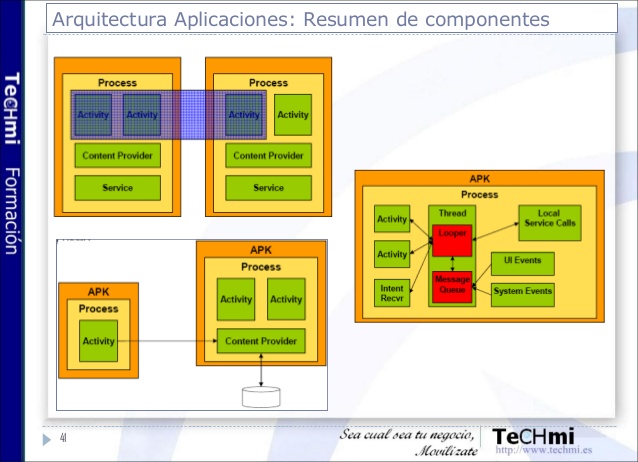 Arquitectura Aplicaciones: Resumen de componentes
TeCHmi Formación
APK
Process
Activity
Activity
Content Provider
Service
APK
Process
Activity
Activity
Content Provider
Service
APK
Process
Activity
Activity
Intent
Recvr
Thread
Looper
Message
Queue
Local
Service Calls
UI Events
System Events
APK
Process
Activity
APK
Process
Activity
Activity
Content Provider
41
Sea cual sea tu negocio,
Movilízate
TeCHmi
http://www.techmi.es